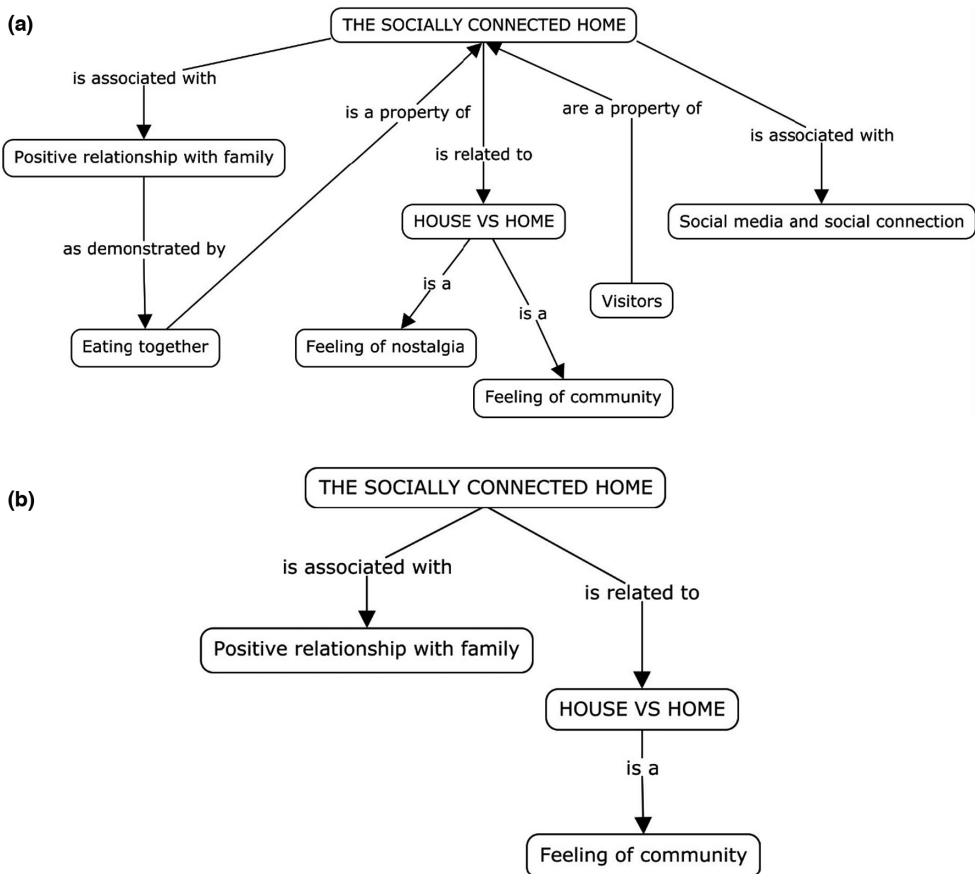 (a)
THE SOCIALLY CONNECTED HOME
is associated with
is a property of
are a property of
is associated with
Positive relationship with family
is related to
HOUSE VS HOME
Social media and social connection
as demonstrated by
is a
is a
Visitors
Eating together
Feeling of nostalgia
Feeling of community
(b)
THE SOCIALLY CONNECTED HOME
is associated with
is related to
Positive relationship with family
HOUSE VS HOME
is a
Feeling of community